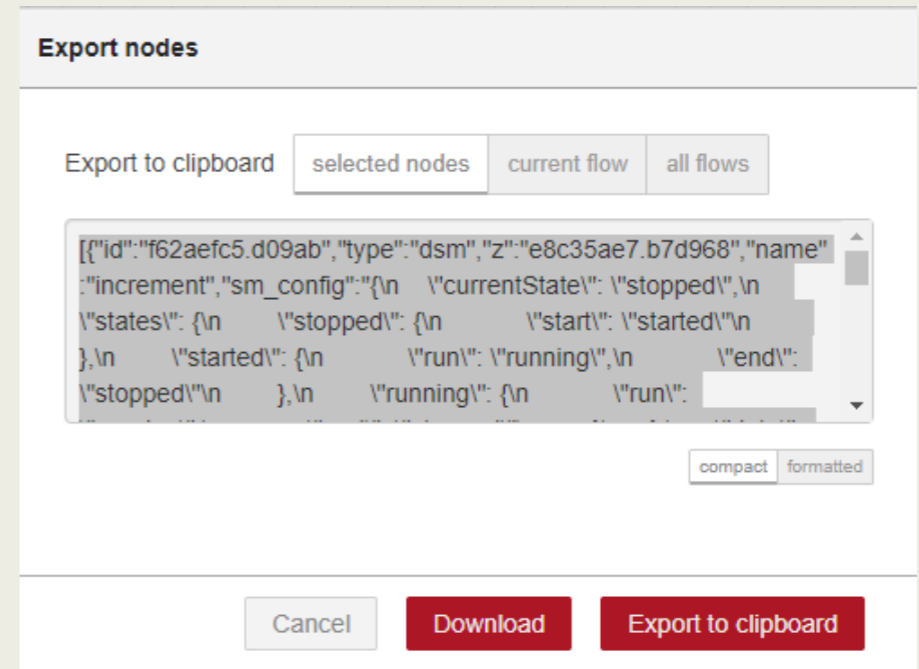 Export nodes
Export to clipboard selected nodes current flow all flows
[{"id":"f62aefc5.d09ab","type":"dsm","z":"e8c35ae7.b7d968","name"
:"increment","sm_config":"{\n    \"currentState\": \"stopped\",\n
\"states\": {\n        \"stopped\": {\n            \"start\": \"started\"\n
},\n        \"started\": {\n            \"run\": \"running\",\n            \"end\":
\"stopped\"\n        },\n        \"running\": {\n            \"run\":
compact formatted
Cancel Download Export to clipboard